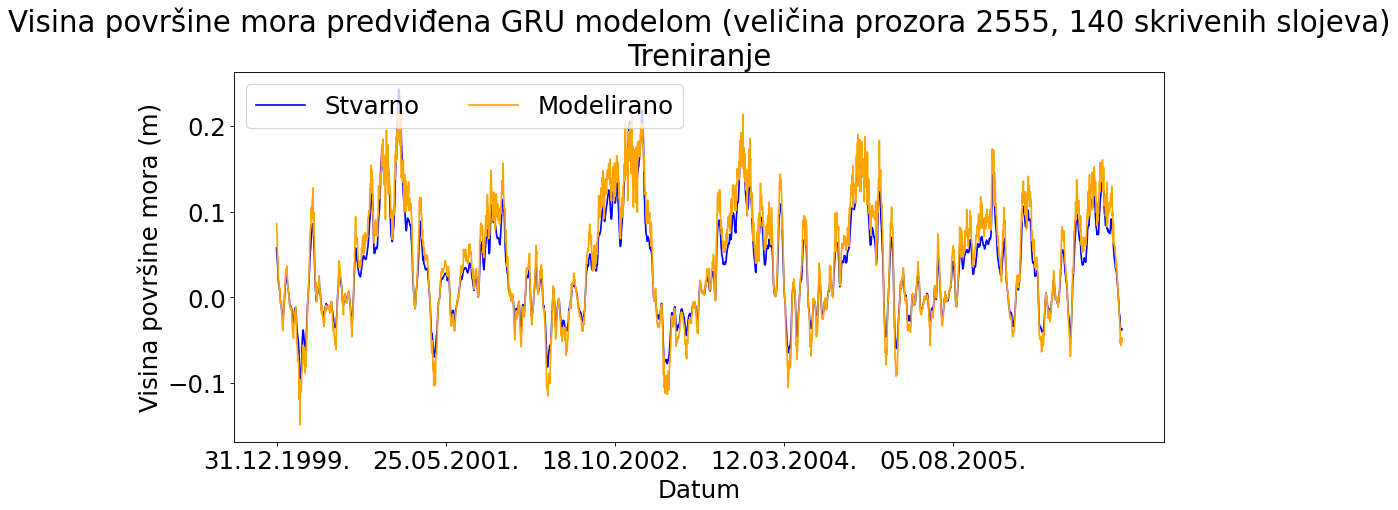 Visina površine mora predviđena GRU modelom (veličina prozora 2555, 140 skrivenih slojeva)
Treniranje
Stvarno
Modelirano
Visina površine mora (m)
0.2
0.1
0.0
−0.1
31.12.1999.
25.05.2001.
18.10.2002.
12.03.2004.
05.08.2005.
Datum